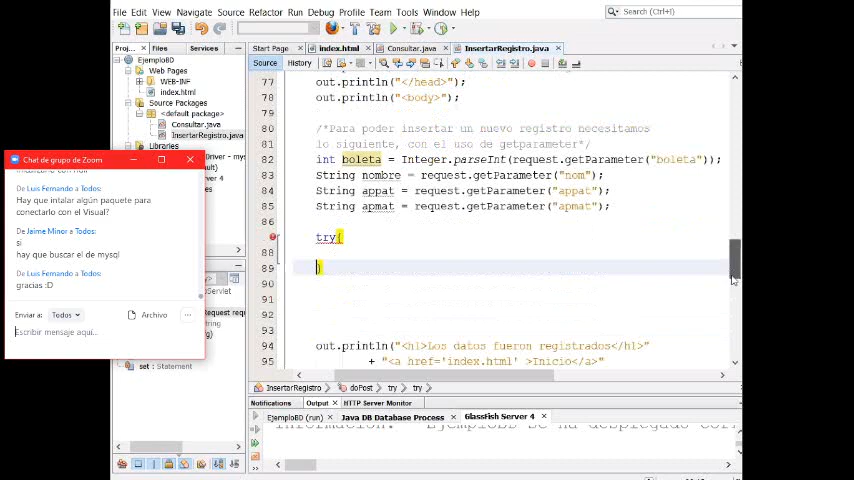 File Edit View Navigate Source Refactor Run Debug Profile Team Tools Window Help
Search (Ctrl+I)
Proj... Files Services
Start Page index.html Consultar.java InsertarRegistro.java
Source History
EjemploBD
Web Pages
WEB-INF
index.html
Source Packages
<default package>
Consultar.java
InsertarRegistro.java
Libraries
77 out.println("</head>");
78 out.println("<body>");
79
80 /*Para poder insertar un nuevo registro necesitamos
81 lo siguiente, con el uso de getparameter*/
82 int boleta = Integer.parseInt(request.getParameter("boleta"));
83 String nombre = request.getParameter("nom");
84 String appat = request.getParameter("appat");
85 String apmat = request.getParameter("apmat");
86
try{
88
89 }
90
91
92
93
94 out.println("<h1>Los datos fueron registrados</h1>"
95 + "<a href='index.html' >Inicio</a>"
Chat de grupo de Zoom
De Luis Fernando a Todos:
Hay que intalar algún paquete para
conectarlo con el Visual?
De Jaime Minor a Todos:
si
hay que buscar el de mysql
De Luis Fernando a Todos:
gracias :D
Enviar a: Todos
Archivo ...
Escribir mensaje aquí...
Driver - mys
set : Statement
InsertarRegistro doPost try try
Notifications Output HTTP Server Monitor
EjemploBD (run) Java DB Database Process GlassFish Server 4